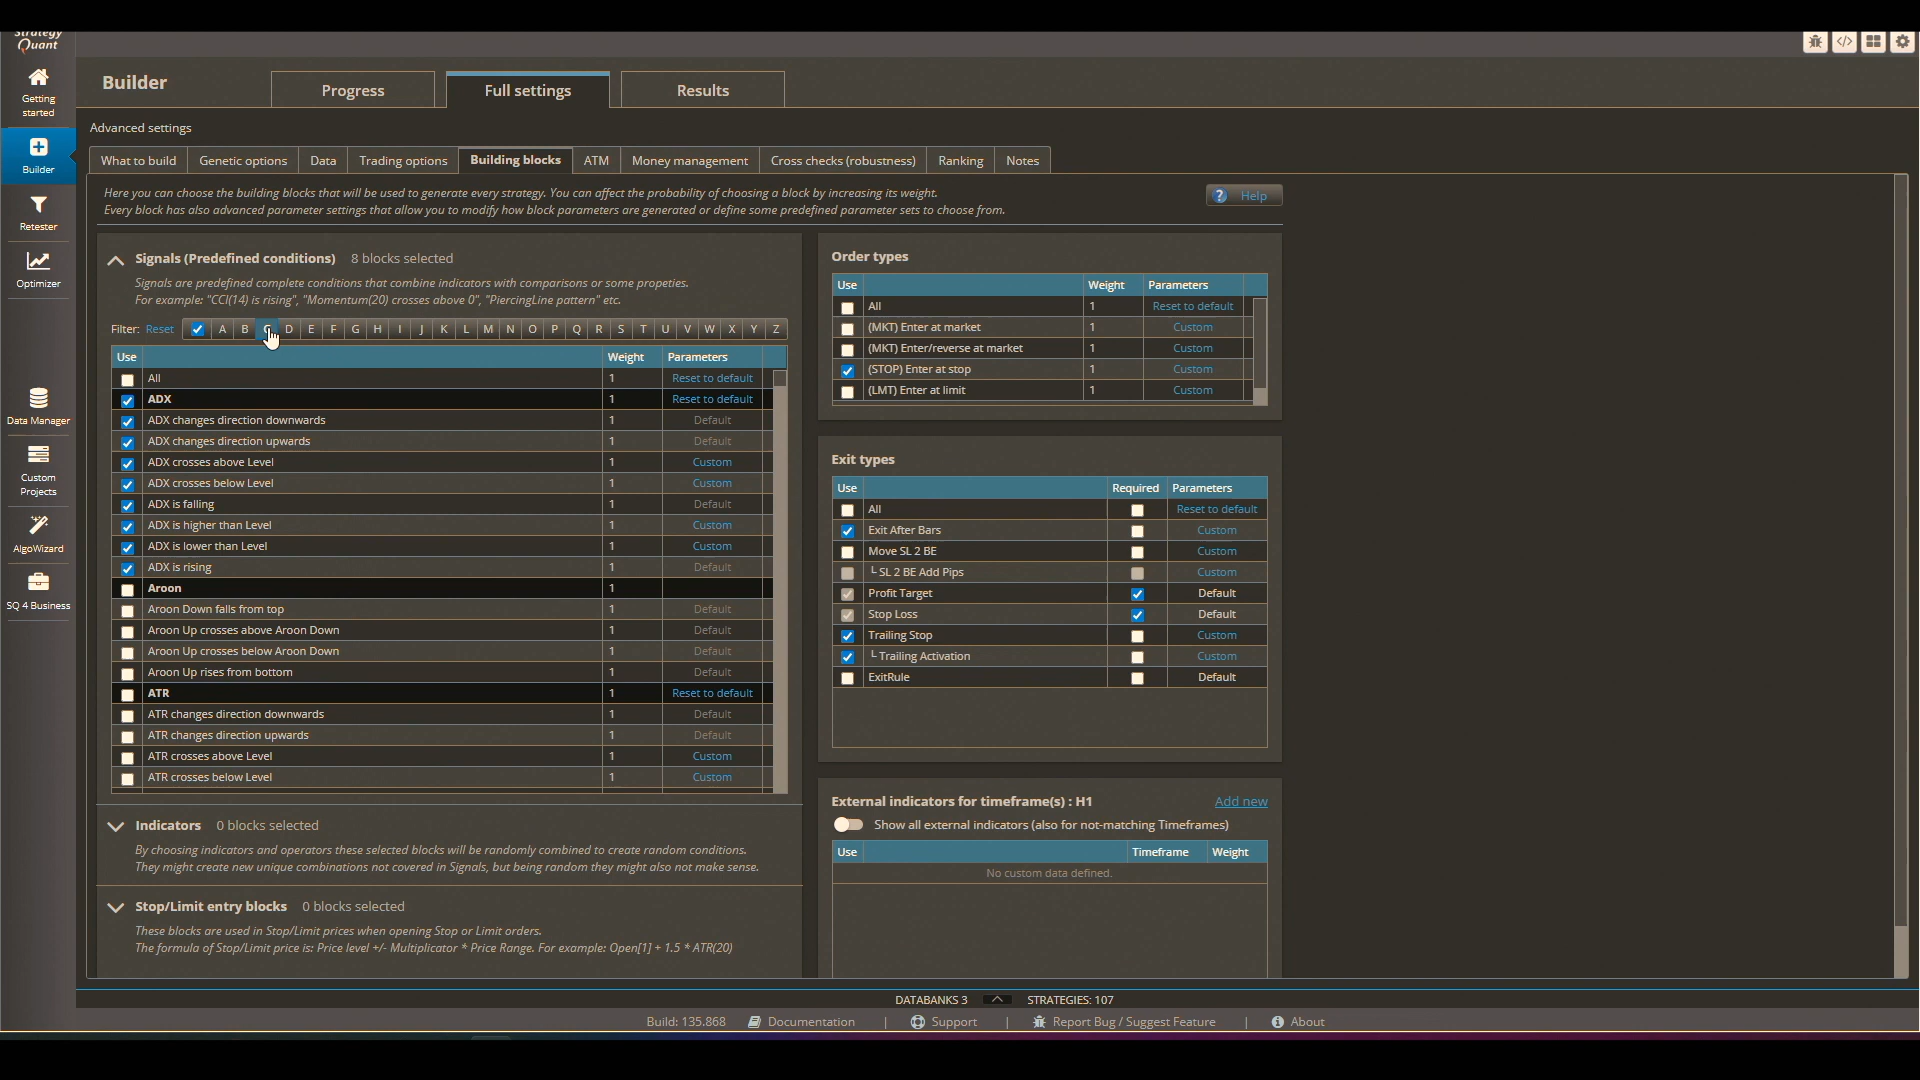 Strategy
Quant
Getting
started
Builder
Retester
Optimizer
Data Manager
Custom
Projects
AlgoWizard
SQ 4 Business
Builder
Progress
Full settings
Results
Advanced settings
What to build
Genetic options
Data
Trading options
Building blocks
ATM
Money management
Cross checks (robustness)
Ranking
Notes
Here you can choose the building blocks that will be used to generate every strategy. You can affect the probability of choosing a block by increasing its weight.
Every block has also advanced parameter settings that allow you to modify how block parameters are generated or define some predefined parameter sets to choose from.
? Help
Signals (Predefined conditions) 8 blocks selected
Signals are predefined complete conditions that combine indicators with comparisons or some propeties.
For example: "CCI(14) is rising", "Momentum(20) crosses above 0", "PiercingLine pattern" etc.
Filter: Reset A B C D E F G H I J K L M N O P Q R S T U V W X Y Z
Use Weight Parameters
All 1 Reset to default
ADX 1 Reset to default
ADX changes direction downwards 1 Default
ADX changes direction upwards 1 Default
ADX crosses above Level 1 Custom
ADX crosses below Level 1 Custom
ADX is falling 1 Default
ADX is higher than Level 1 Custom
ADX is lower than Level 1 Custom
ADX is rising 1 Default
Aroon 1
Aroon Down falls from top 1 Default
Aroon Up crosses above Aroon Down 1 Default
Aroon Up crosses below Aroon Down 1 Default
Aroon Up rises from bottom 1 Default
ATR 1 Reset to default
ATR changes direction downwards 1 Default
ATR changes direction upwards 1 Default
ATR crosses above Level 1 Custom
ATR crosses below Level 1 Custom
Indicators 0 blocks selected
By choosing indicators and operators these selected blocks will be randomly combined to create random conditions.
They might create new unique combinations not covered in Signals, but being random they might also not make sense.
Stop/Limit entry blocks 0 blocks selected
These blocks are used in Stop/Limit prices when opening Stop or Limit orders.
The formula of Stop/Limit price is: Price level +/- Multiplicator * Price Range. For example: Open[1] + 1.5 * ATR(20)
Order types
Use Weight Parameters
All 1 Reset to default
(MKT) Enter at market 1 Custom
(MKT) Enter/reverse at market 1 Custom
(STOP) Enter at stop 1 Custom
(LMT) Enter at limit 1 Custom
Exit types
Use Required Parameters
All Reset to default
Exit After Bars Custom
Move SL 2 BE Custom
└ SL 2 BE Add Pips Custom
Profit Target Default
Stop Loss Default
Trailing Stop Custom
└ Trailing Activation Custom
ExitRule Default
External indicators for timeframe(s) : H1 Add new
Show all external indicators (also for not-matching Timeframes)
Use Timeframe Weight
No custom data defined.
DATABANKS 3 STRATEGIES: 107
Build: 135.868 Documentation | Support | Report Bug / Suggest Feature | About